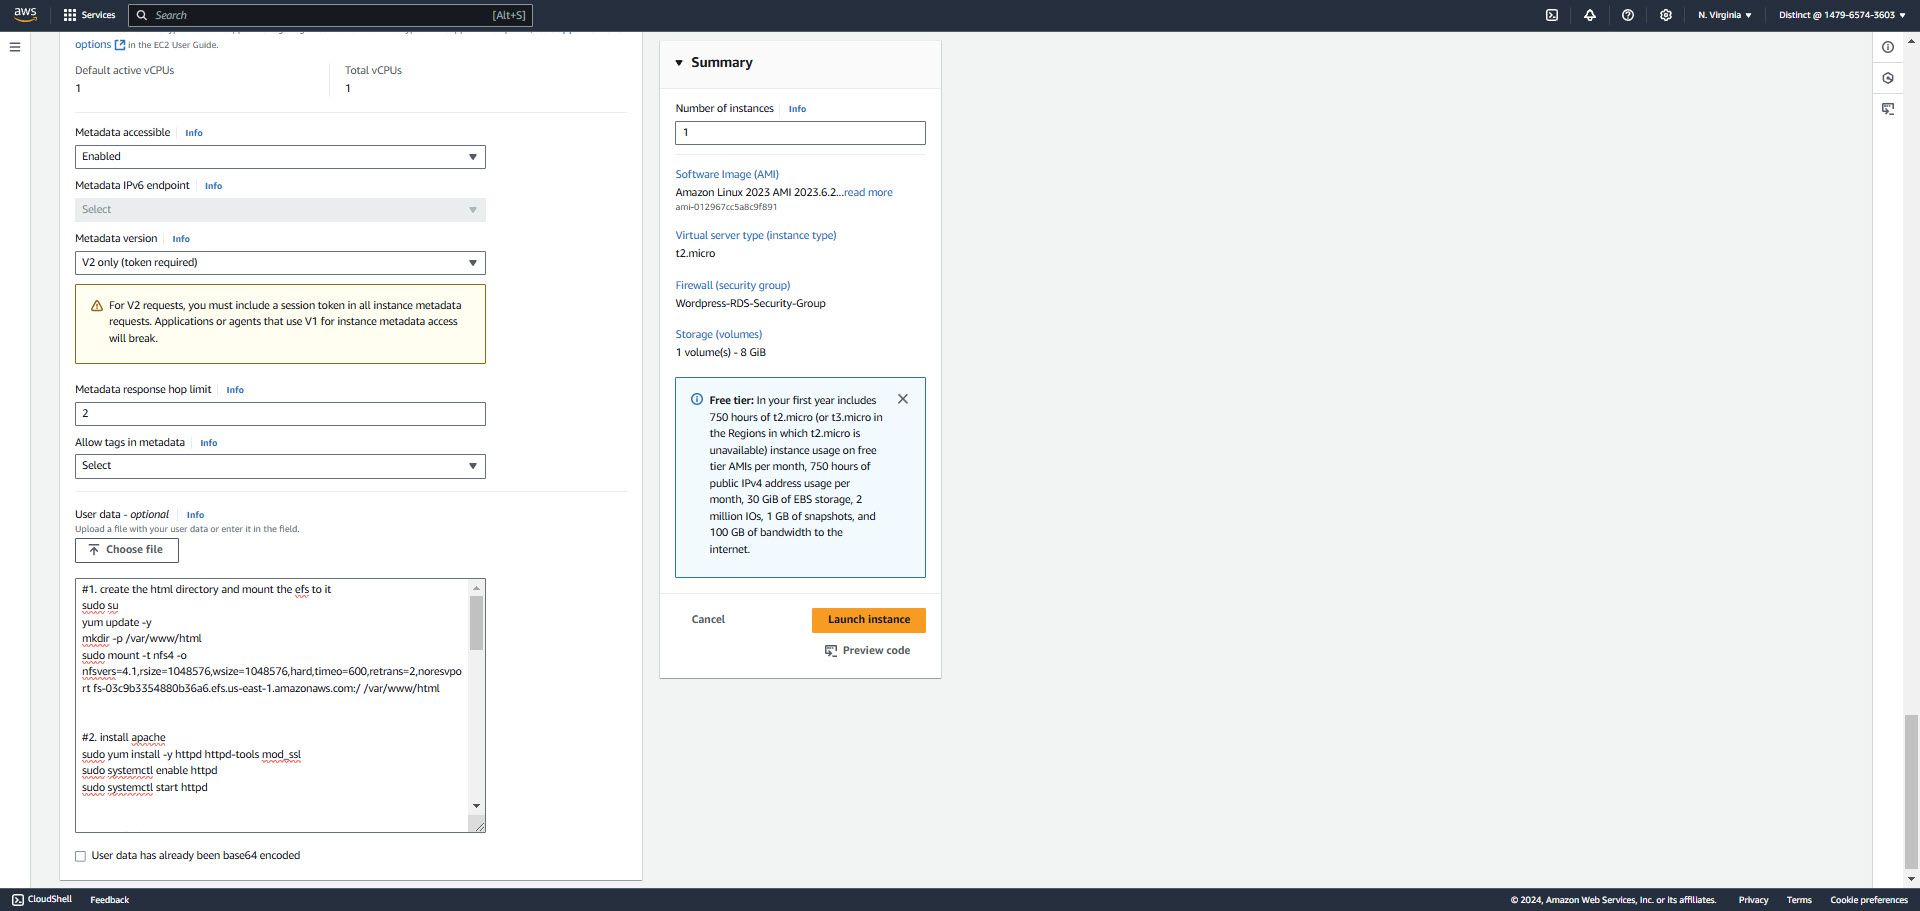 aws
Services
Search
[Alt+S]
N. Virginia
Distinct @ 1479-6574-3603
options in the EC2 User Guide.
Default active vCPUs
1
Total vCPUs
1
Metadata accessible
Info
Enabled
Metadata IPv6 endpoint
Info
Select
Metadata version
Info
V2 only (token required)
For V2 requests, you must include a session token in all instance metadata
requests. Applications or agents that use V1 for instance metadata access
will break.
Metadata response hop limit
Info
2
Allow tags in metadata
Info
Select
User data - optional
Info
Upload a file with your user data or enter it in the field.
Choose file
#1. create the html directory and mount the efs to it
sudo su
yum update -y
mkdir -p /var/www/html
sudo mount -t nfs4 -o
nfsvers=4.1,rsize=1048576,wsize=1048576,hard,timeo=600,retrans=2,noresvpo
rt fs-03c9b3354880b36a6.efs.us-east-1.amazonaws.com:/ /var/www/html
#2. install apache
sudo yum install -y httpd httpd-tools mod_ssl
sudo systemctl enable httpd
sudo systemctl start httpd
User data has already been base64 encoded
Summary
Number of instances
Info
1
Software Image (AMI)
Amazon Linux 2023 AMI 2023.6.2...read more
ami-012967cc5a8c9f891
Virtual server type (instance type)
t2.micro
Firewall (security group)
Wordpress-RDS-Security-Group
Storage (volumes)
1 volume(s) - 8 GiB
Free tier: In your first year includes
750 hours of t2.micro (or t3.micro in
the Regions in which t2.micro is
unavailable) instance usage on free
tier AMIs per month, 750 hours of
public IPv4 address usage per
month, 30 GiB of EBS storage, 2
million IOs, 1 GB of snapshots, and
100 GB of bandwidth to the
internet.
Cancel
Launch instance
Preview code
CloudShell
Feedback
© 2024, Amazon Web Services, Inc. or its affiliates.
Privacy
Terms
Cookie preferences